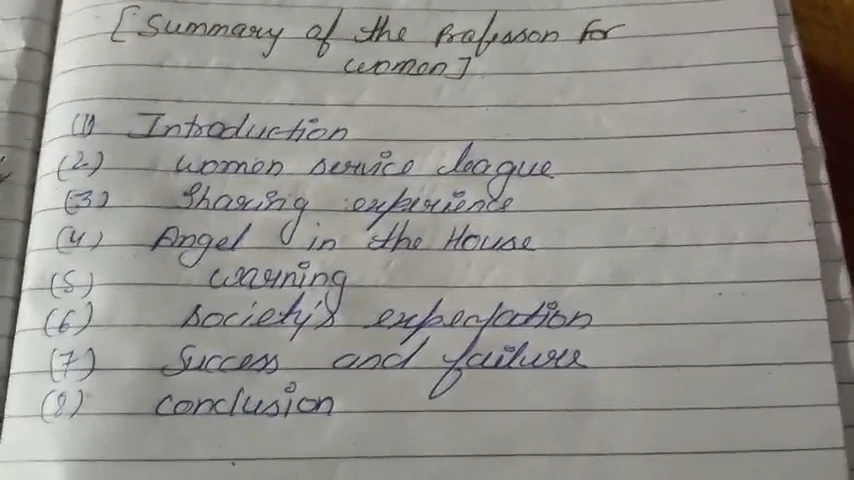 [Summary of the Profession for
women]
(1) Introduction
(2) women service league
(3) Sharing experience
(4) Angel in the House
(5) warning
(6) society's expectation
(7) Success and failure
(8) conclusion